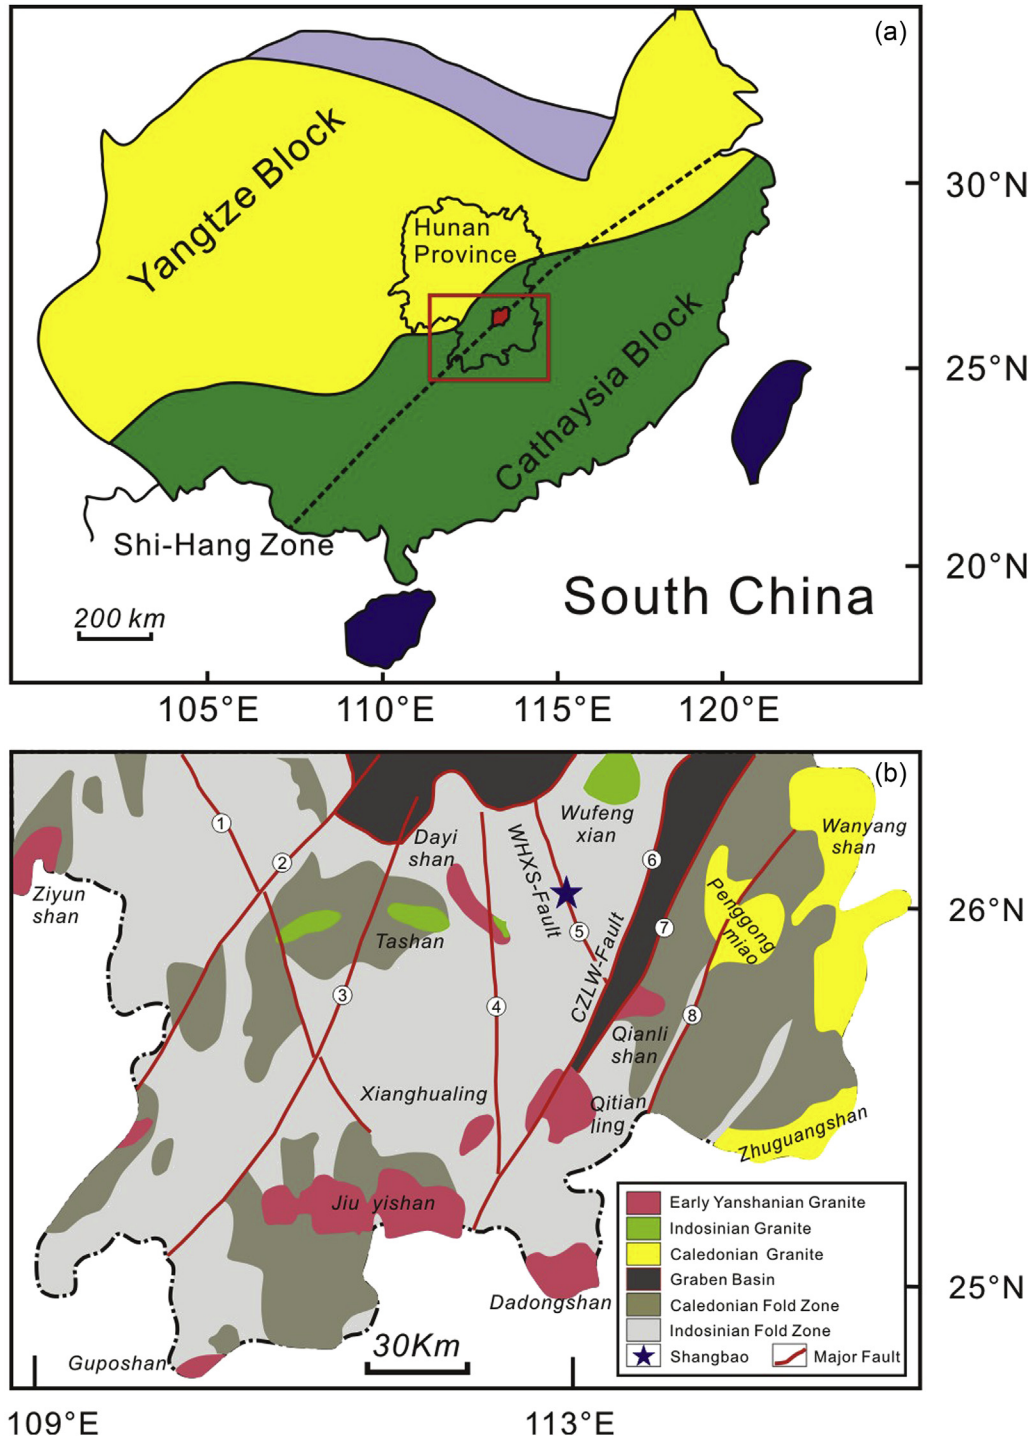 (a)
Yangtze Block
Hunan
Province
Cathaysia Block
Shi-Hang Zone
South China
200 km
30°N
25°N
20°N
105°E
110°E
115°E
120°E
(b)
1
2
3
4
5
6
7
8
Ziyun
shan
Dayi
shan
Tashan
WHXS-Fault
Wufeng
xian
CZLW-Fault
Wanyang
shan
Penggong
miao
Qianli
shan
Xianghualing
Qitian
ling
Zhuguangshan
Jiu yishan
Dadongshan
Guposhan
30Km
Early Yanshanian Granite
Indosinian Granite
Caledonian Granite
Graben Basin
Caledonian Fold Zone
Indosinian Fold Zone
Shangbao
Major Fault
26°N
25°N
109°E
113°E